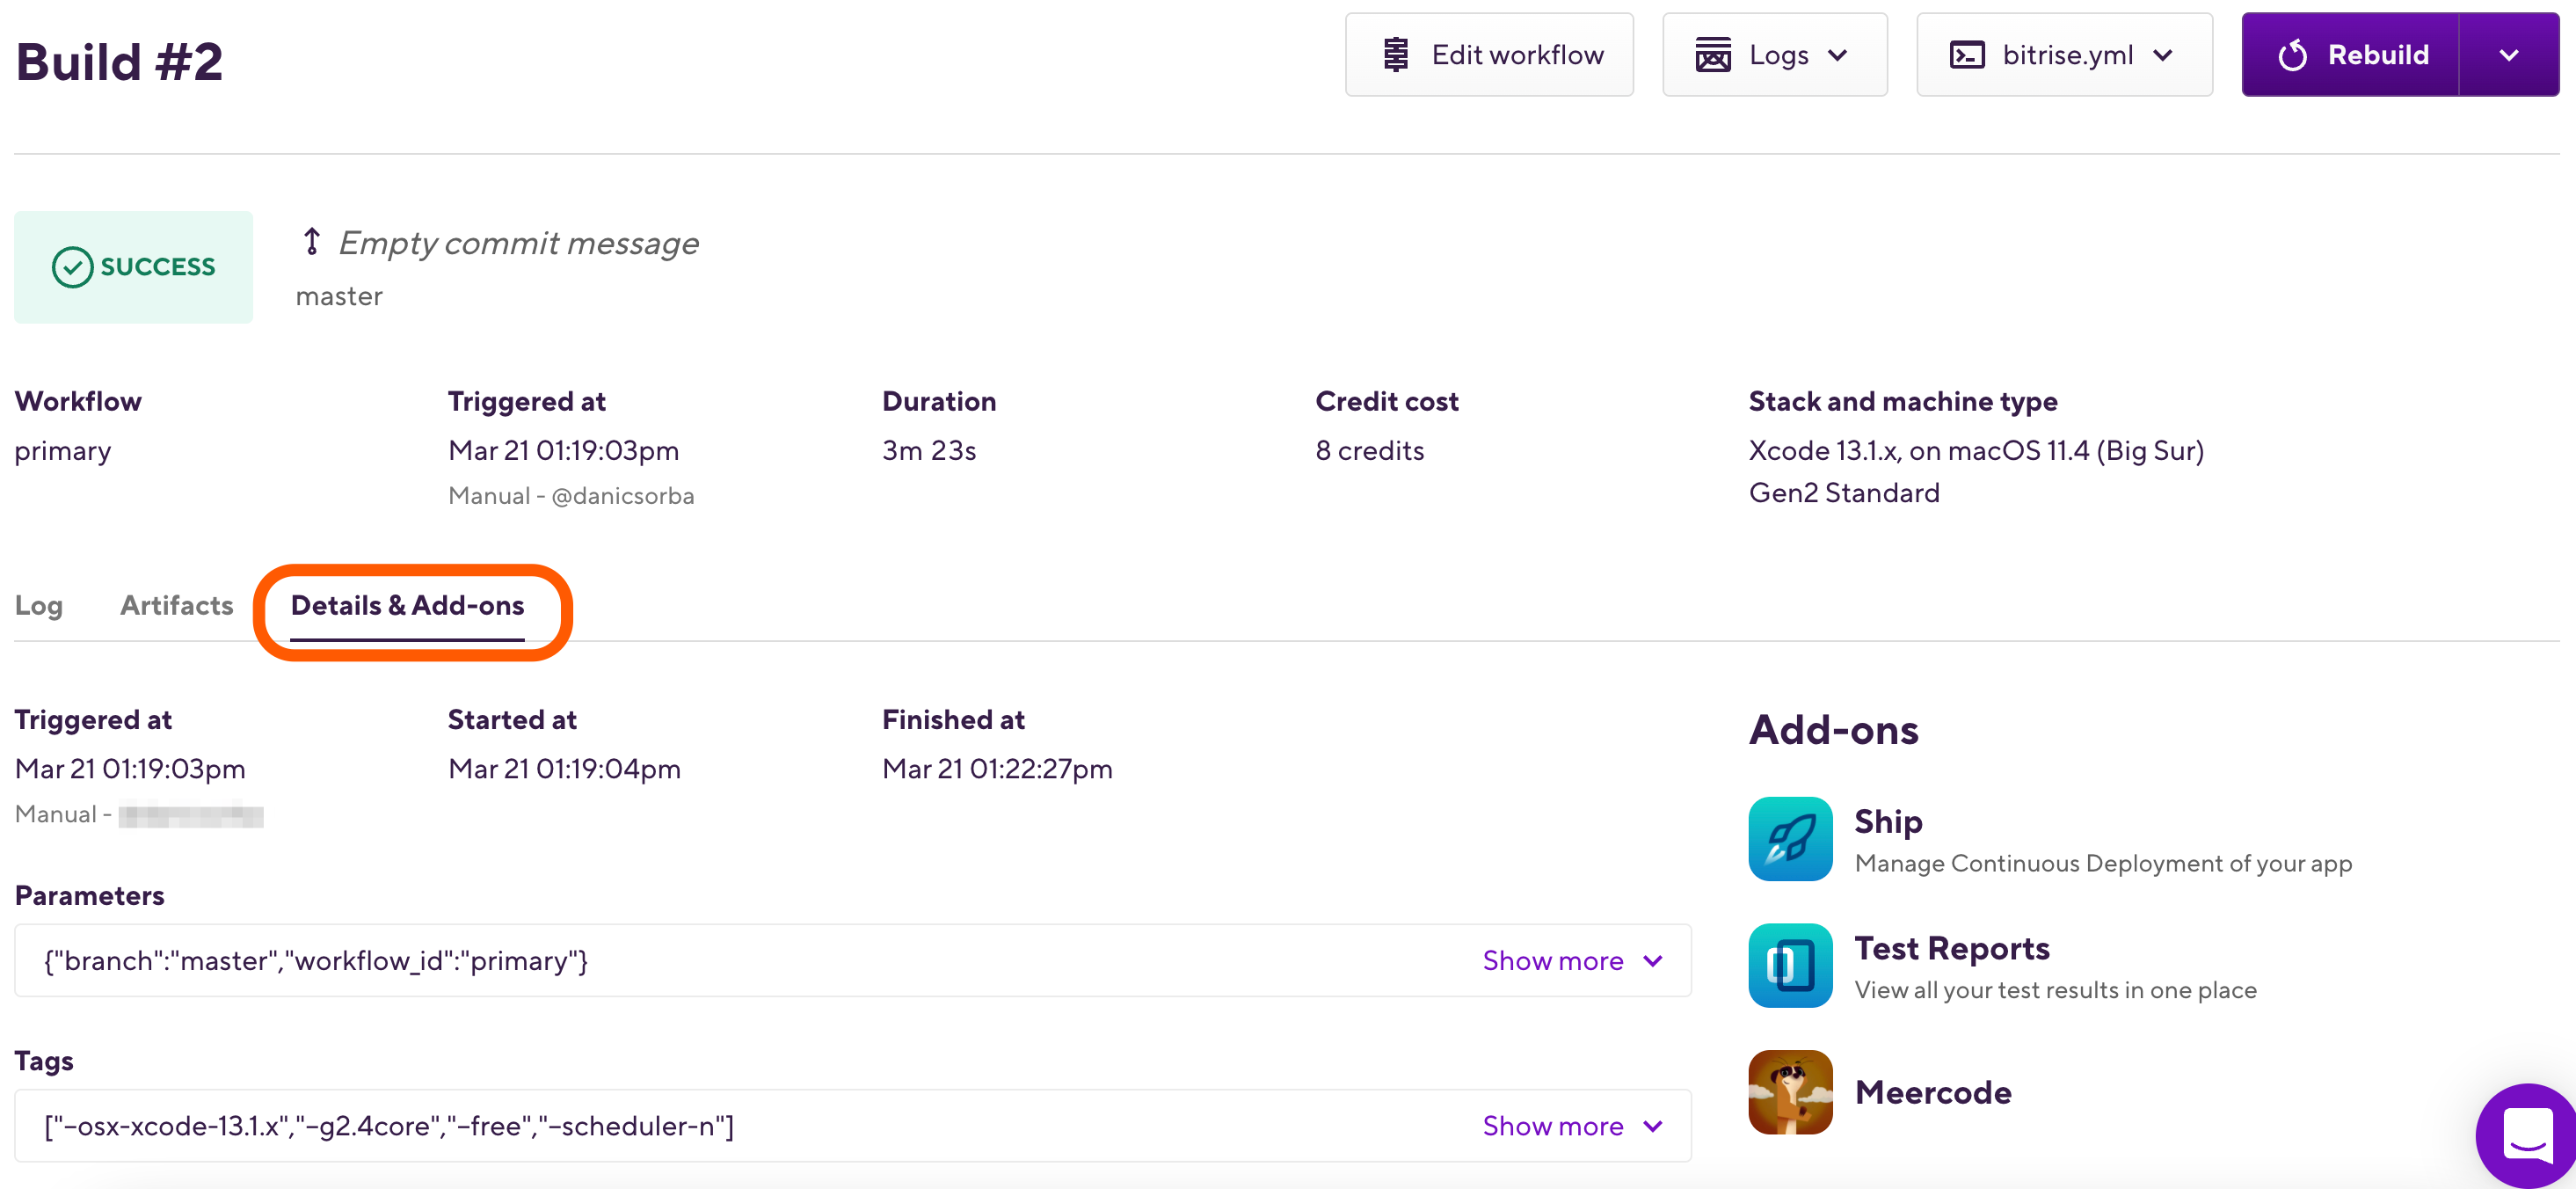 Build #2
Edit workflow
Logs
bitrise.yml
Rebuild
SUCCESS
Empty commit message
master
Workflow
Triggered at
Duration
Credit cost
Stack and machine type
primary
Mar 21 01:19:03pm
3m 23s
8 credits
Xcode 13.1.x, on macOS 11.4 (Big Sur)
Manual - @danicsorba
Gen2 Standard
Log
Artifacts
Details & Add-ons
Triggered at
Started at
Finished at
Mar 21 01:19:03pm
Mar 21 01:19:04pm
Mar 21 01:22:27pm
Manual -
Parameters
{"branch":"master","workflow_id":"primary"}
Show more
Tags
["-osx-xcode-13.1.x","-g2.4core","-free","-scheduler-n"]
Show more
Add-ons
Ship
Manage Continuous Deployment of your app
Test Reports
View all your test results in one place
Meercode